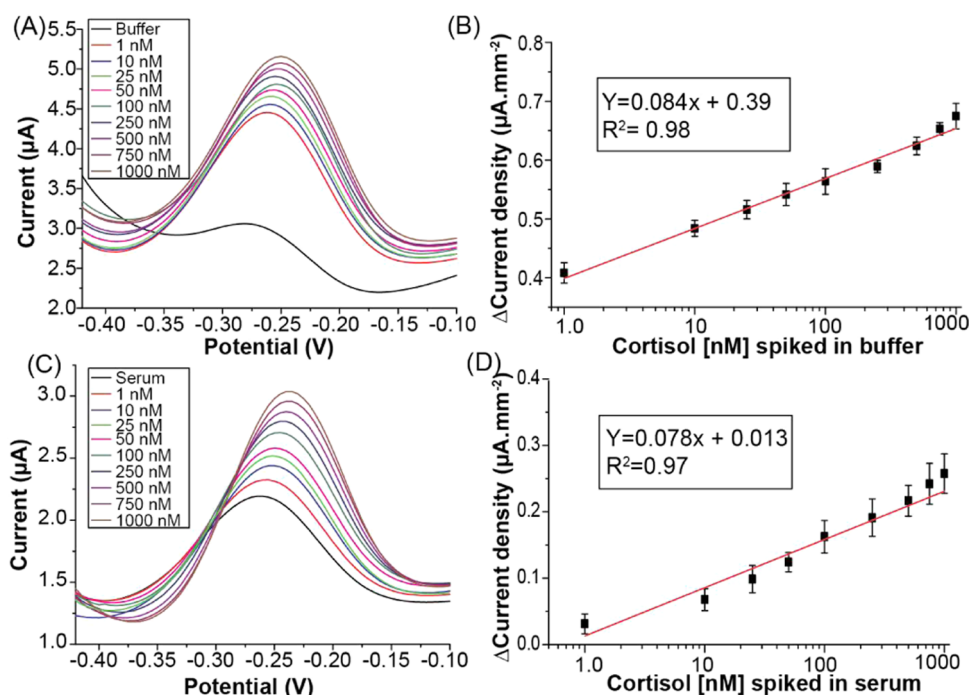 (A)
5.5
5.0
4.5
4.0
3.5
3.0
2.5
2.0
Current (µA)
Buffer
1 nM
10 nM
25 nM
50 nM
100 nM
250 nM
500 nM
750 nM
1000 nM
-0.40 -0.35 -0.30 -0.25 -0.20 -0.15 -0.10
Potential (V)
(B)
0.8
0.7
0.6
0.5
0.4
ΔCurrent density (µA.mm⁻²)
Y=0.084x + 0.39
R²= 0.98
1.0 10 100 1000
Cortisol [nM] spiked in buffer
(C)
3.0
2.5
2.0
1.5
1.0
Current (µA)
Serum
1 nM
10 nM
25 nM
50 nM
100 nM
250 nM
500 nM
750 nM
1000 nM
-0.40 -0.35 -0.30 -0.25 -0.20 -0.15 -0.10
Potential (V)
(D)
0.4
0.3
0.2
0.1
0.0
ΔCurrent density (µA.mm⁻²)
Y=0.078x + 0.013
R²=0.97
1.0 10 100 1000
Cortisol [nM] spiked in serum